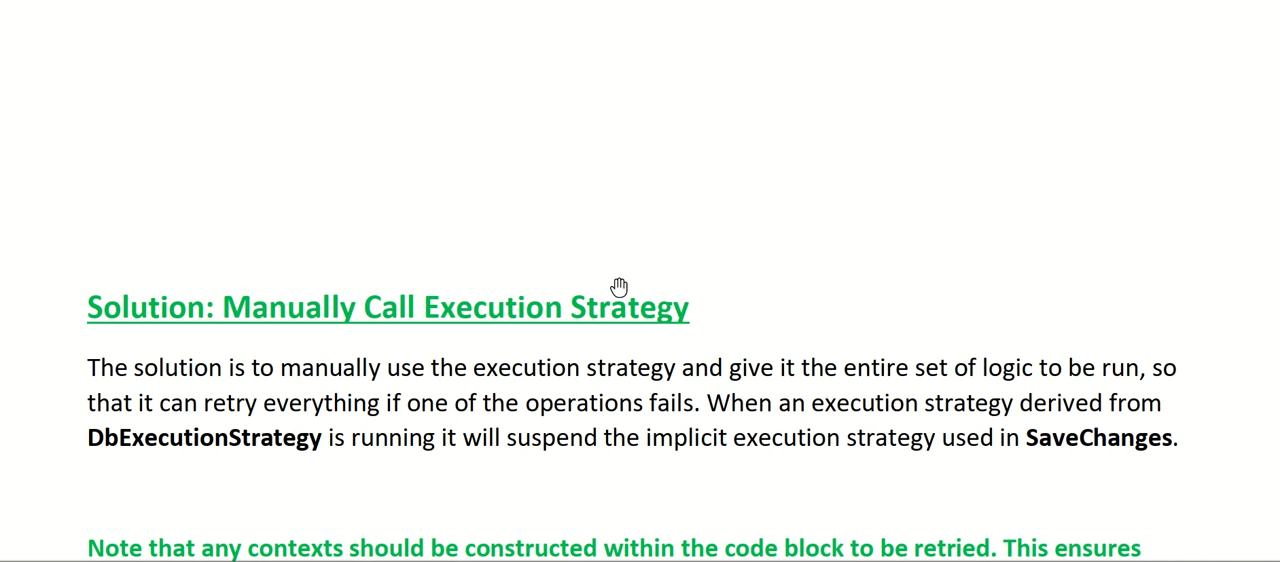 Solution: Manually Call Execution Strategy
The solution is to manually use the execution strategy and give it the entire set of logic to be run, so
that it can retry everything if one of the operations fails. When an execution strategy derived from
DbExecutionStrategy is running it will suspend the implicit execution strategy used in SaveChanges.
Note that any contexts should be constructed within the code block to be retried. This ensures